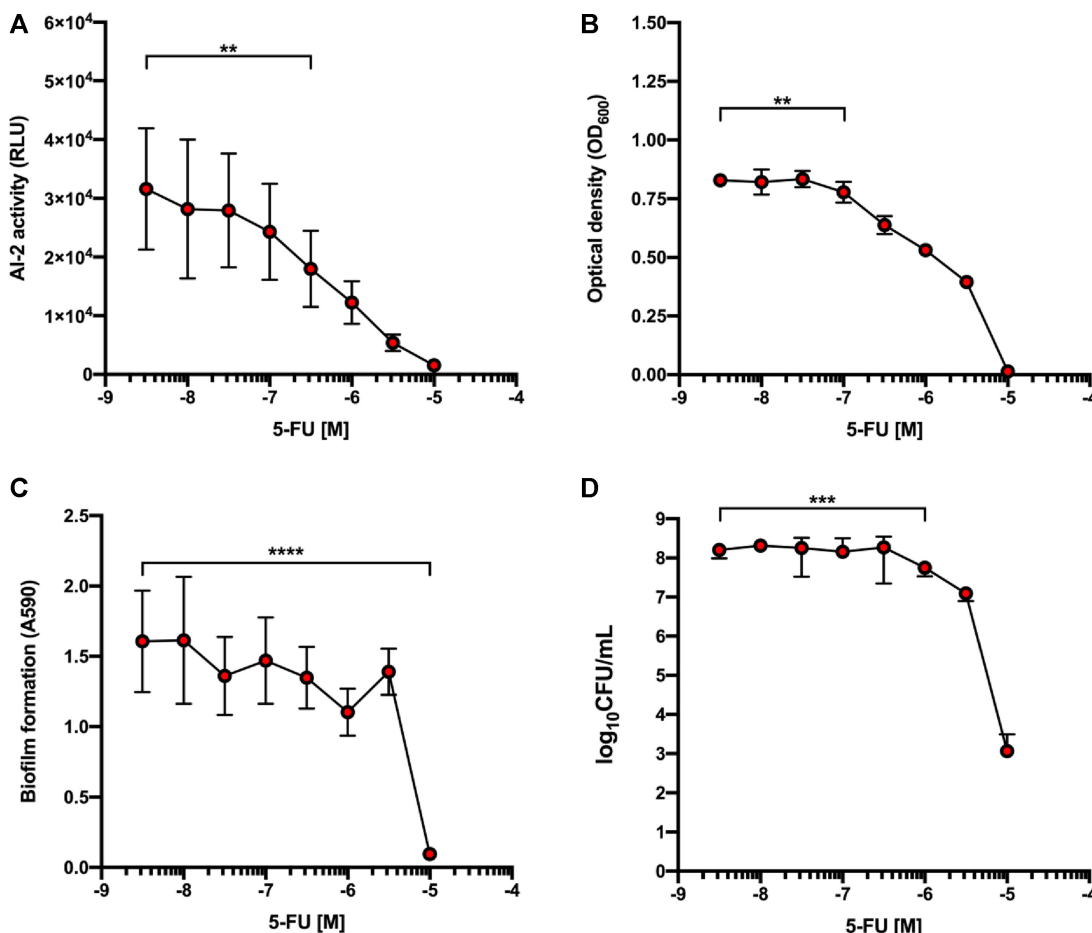 A
AI-2 activity (RLU)
6×10⁴
5×10⁴
4×10⁴
3×10⁴
2×10⁴
1×10⁴
0
**
-9 -8 -7 -6 -5 -4
5-FU [M]
B
Optical density (OD₆₀₀)
1.50
1.25
1.00
0.75
0.50
0.25
0.00
**
-9 -8 -7 -6 -5 -4
5-FU [M]
C
Biofilm formation (A590)
2.5
2.0
1.5
1.0
0.5
0.0
****
-9 -8 -7 -6 -5 -4
5-FU [M]
D
log₁₀CFU/mL
9
8
7
6
5
4
3
2
1
0
***
-9 -8 -7 -6 -5 -4
5-FU [M]